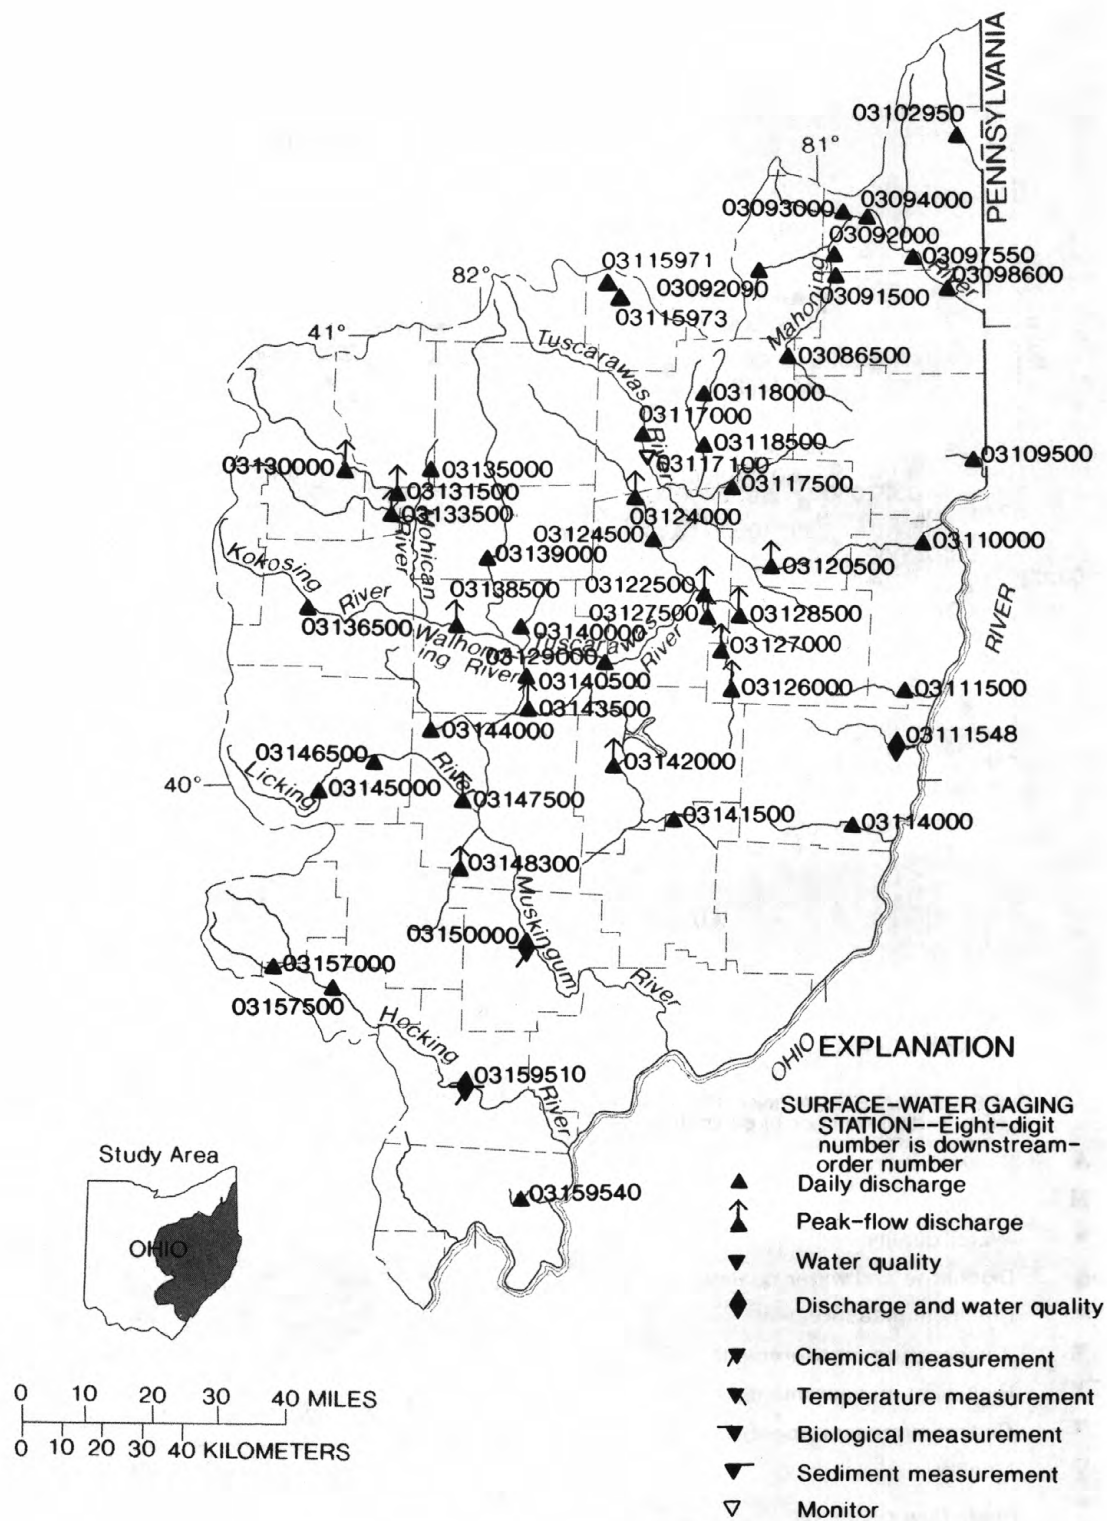 PENNSYLVANIA
03102950
81°
03094000
03093000
03092000
03097550
River
03098600
03115971
82°
03092090
03091500
Mahoning
03115973
41°
Tuscarawas
River
03086500
03118000
03117000
03118500
03109500
03117100
03117500
03130000
03135000
03131500
03133500
Mohican
River
03124000
03124500
03110000
03139000
03120500
Kokosing
River
03138500
03122500
03127500
03128500
RIVER
03136500
Walhond-
ing River
03140000
Tuscarawas
River
03129000
03127000
03140500
03126000
03111500
03143500
03144000
03111548
03146500
03142000
40°
Licking
River
03145000
03147500
03141500
03114000
03148300
Muskingum
River
03150000
03157000
03157500
Hocking
River
OHIO
03159510
03159540
EXPLANATION
SURFACE-WATER GAGING
STATION--Eight-digit
number is downstream-
order number
Daily discharge
Peak-flow discharge
Water quality
Discharge and water quality
Chemical measurement
Temperature measurement
Biological measurement
Sediment measurement
Monitor
Study Area
OHIO
0 10 20 30 40 MILES
0 10 20 30 40 KILOMETERS